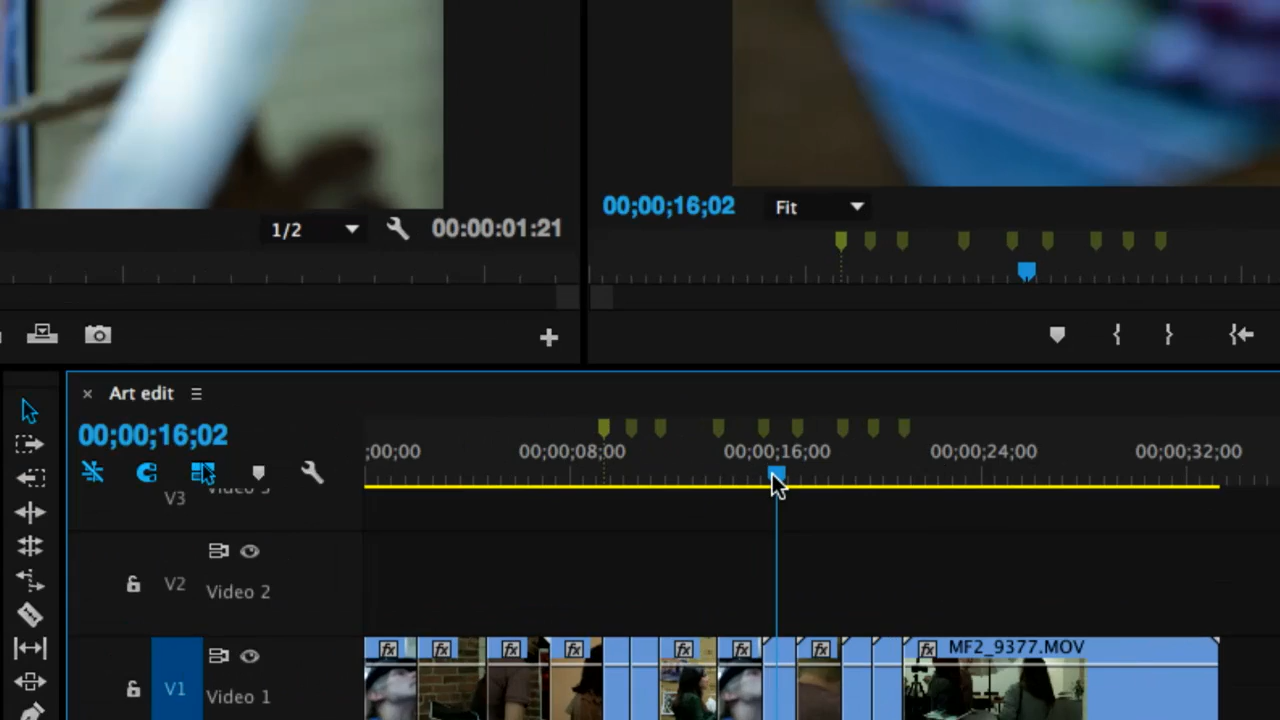 1/2
00:00:01:21
00;00;16;02
Fit
× Art edit
00;00;16;02
;00;00
00;00;08;00
00;00;16;00
00;00;24;00
00;00;32;00
V3 Video 3
V2
Video 2
fx fx fx fx fx fx fx fx MF2_9377.MOV
V1
Video 1